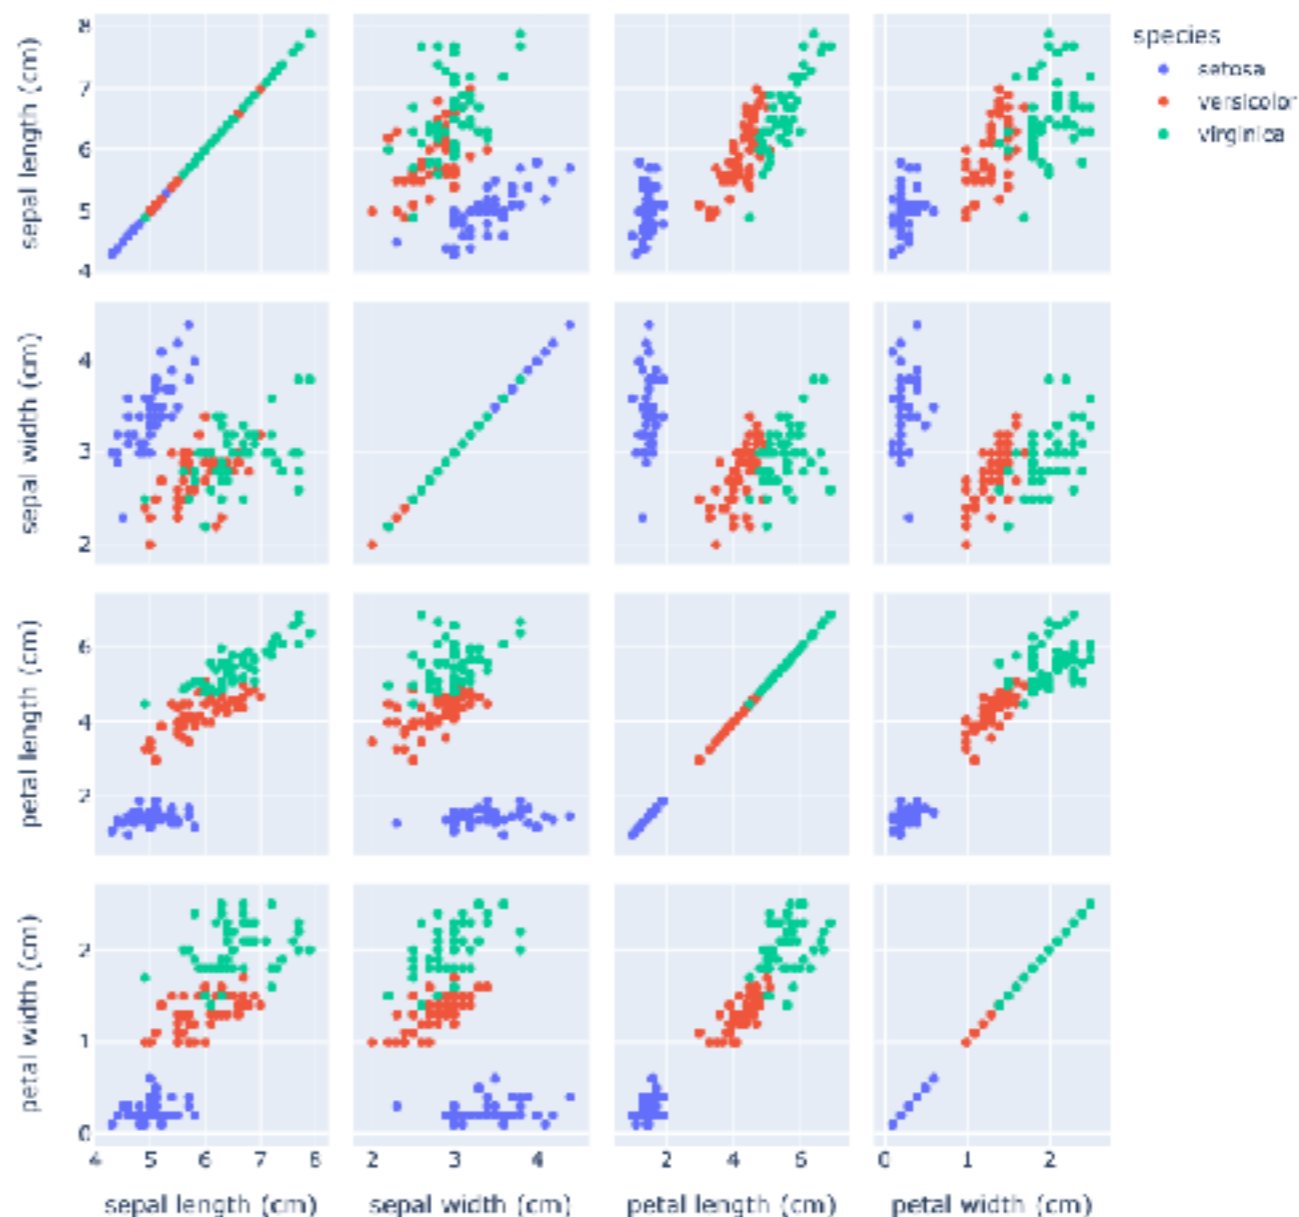 species
setosa
versicolor
virginica
sepal length (cm)
8
7
6
5
4
sepal width (cm)
4
3
2
petal length (cm)
6
4
2
petal width (cm)
2
1
0
4 5 6 7 8 2 3 4 2 4 6 0 1 2
sepal length (cm) sepal width (cm) petal length (cm) petal width (cm)